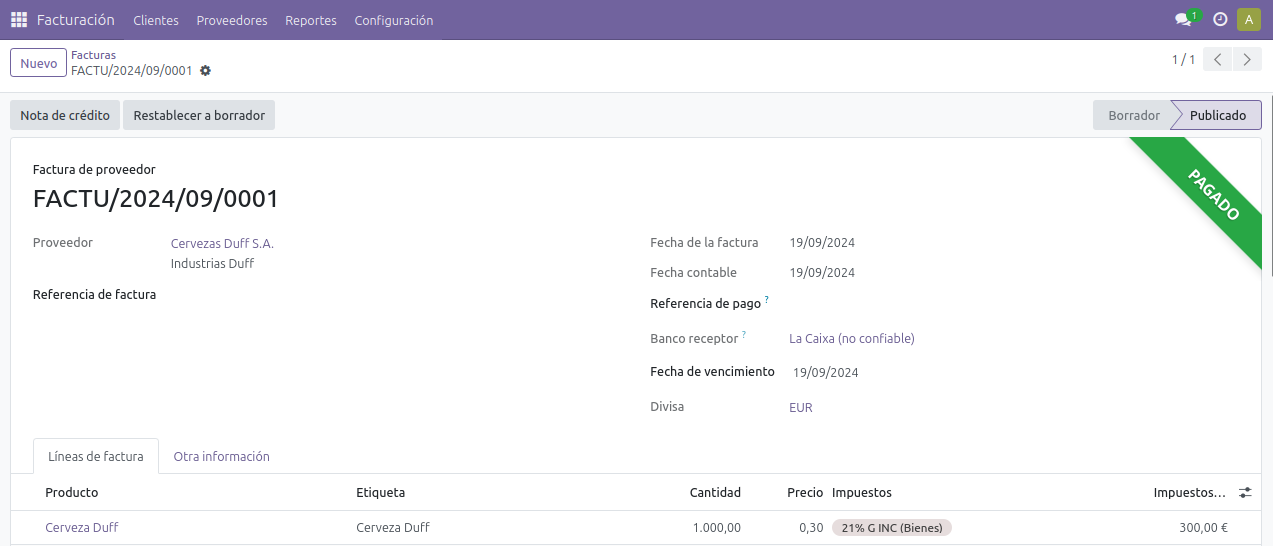 Facturación Clientes Proveedores Reportes Configuración 1 A
Nuevo Facturas
FACTU/2024/09/0001 1 / 1
Nota de crédito Restablecer a borrador Borrador Publicado
PAGADO
Factura de proveedor
FACTU/2024/09/0001
Proveedor Cervezas Duff S.A.
Industrias Duff
Referencia de factura
Fecha de la factura 19/09/2024
Fecha contable 19/09/2024
Referencia de pago ?
Banco receptor ? La Caixa (no confiable)
Fecha de vencimiento 19/09/2024
Divisa EUR
Líneas de factura Otra información
Producto Etiqueta Cantidad Precio Impuestos Impuestos...
Cerveza Duff Cerveza Duff 1.000,00 0,30 21% G INC (Bienes) 300,00 €